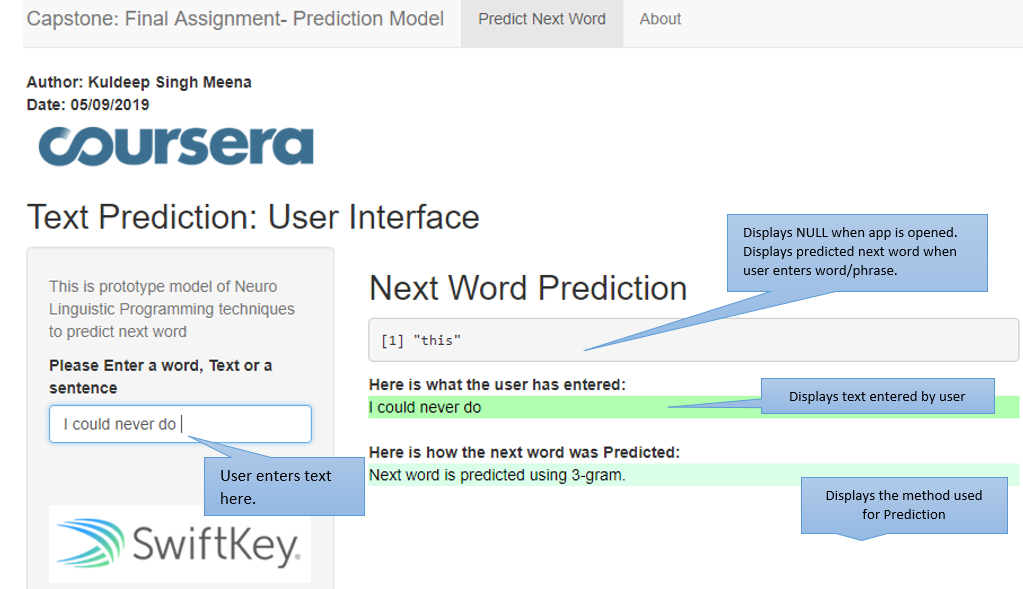 Capstone: Final Assignment- Prediction Model
Predict Next Word
About
Author: Kuldeep Singh Meena
Date: 05/09/2019
coursera
Text Prediction: User Interface
This is prototype model of Neuro
Linguistic Programming techniques
to predict next word
Please Enter a word, Text or a
sentence
I could never do
User enters text
here.
SwiftKey.
Displays NULL when app is opened.
Displays predicted next word when
user enters word/phrase.
Next Word Prediction
[1] "this"
Here is what the user has entered:
I could never do
Displays text entered by user
Here is how the next word was Predicted:
Next word is predicted using 3-gram.
Displays the method used
for Prediction